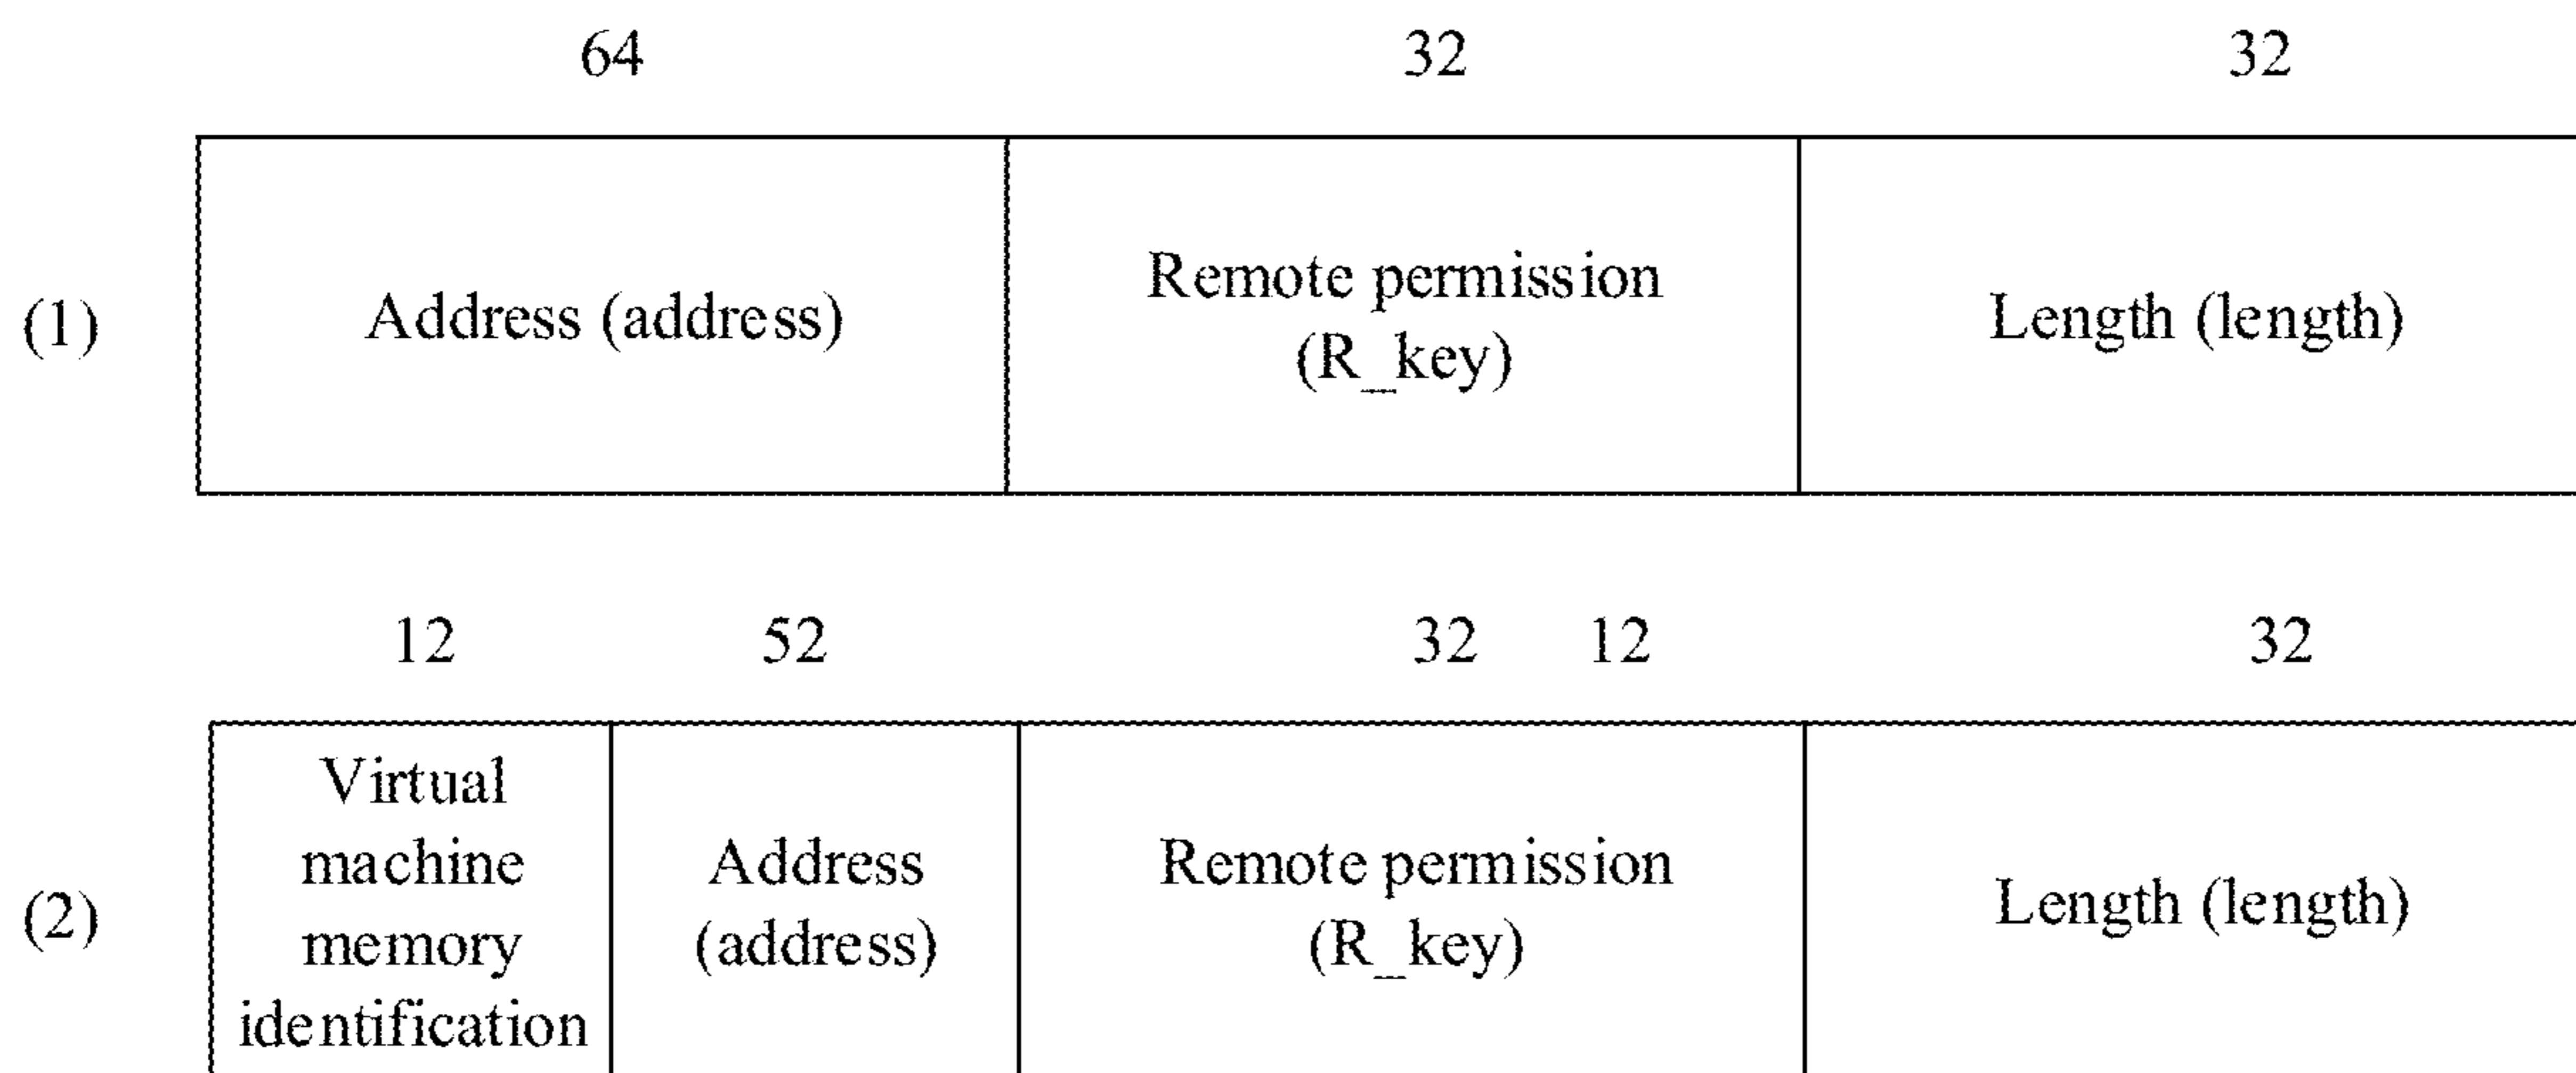 64 32 32
(1) Address (address) Remote permission Length (length)
(R_key)
12 52 32 12 32
(2) Virtual
machine
memory
identification
Address
(address)
Remote permission
(R_key)
Length (length)